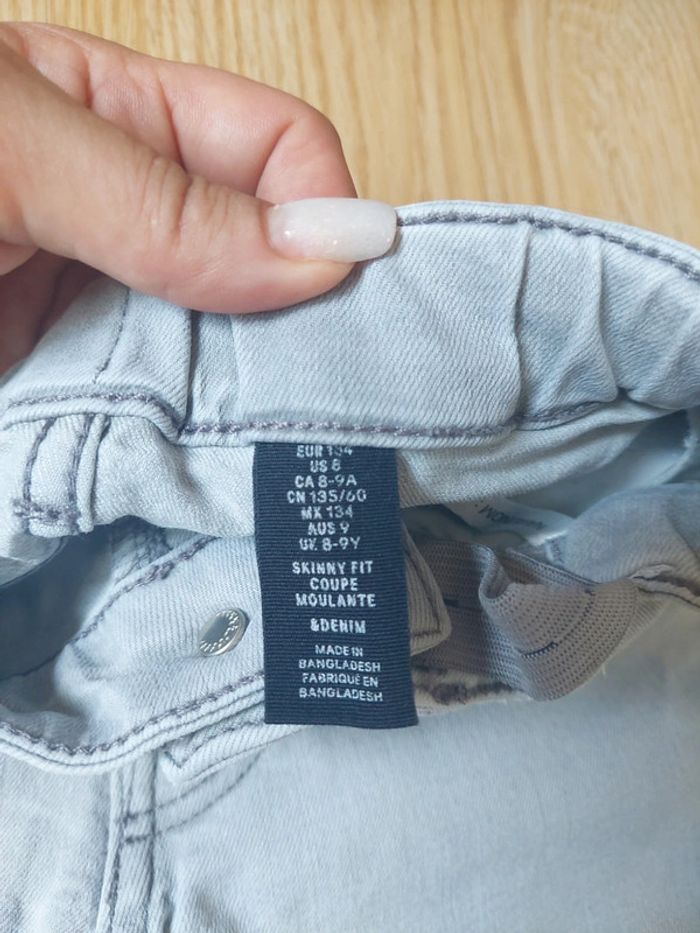 EUR 134
US 8
CA 8-9A
CN 135/60
MX 134
AUS 9
UK 8-9Y
SKINNY FIT
COUPE
MOULANTE
&DENIM
MADE IN
BANGLADESH
FABRIQUÉ EN
BANGLADESH